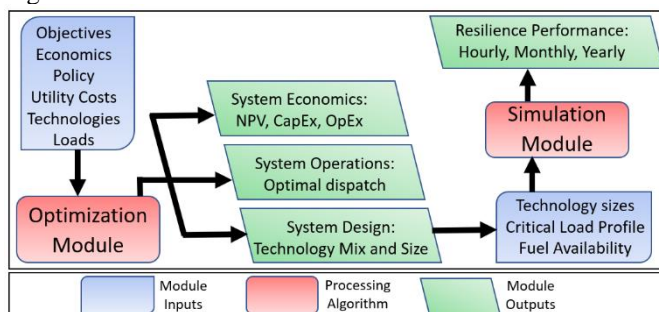 Objectives
Economics
Policy
Utility Costs
Technologies
Loads
Optimization
Module
System Economics:
NPV, CapEx, OpEx
System Operations:
Optimal dispatch
System Design:
Technology Mix and Size
Resilience Performance:
Hourly, Monthly, Yearly
Simulation
Module
Technology sizes
Critical Load Profile
Fuel Availability
Module
Inputs
Processing
Algorithm
Module
Outputs